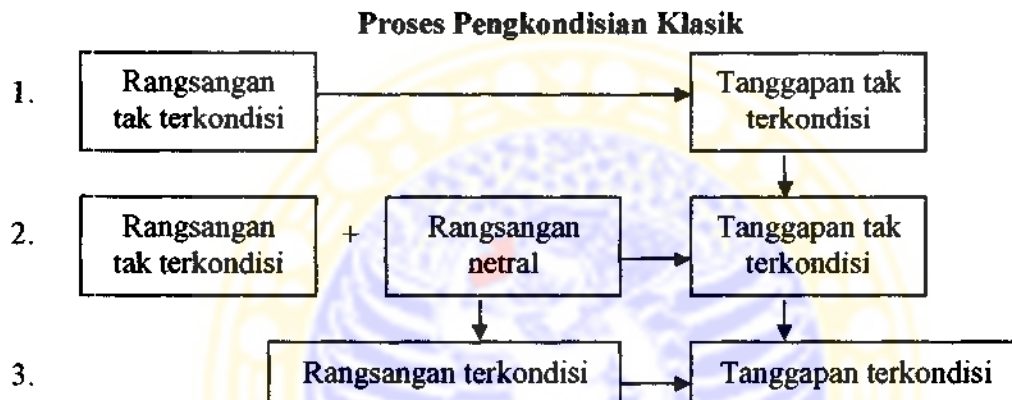 Proses Pengkondisian Klasik
1.
Rangsangan
tak terkondisi
Tanggapan tak
terkondisi
2.
Rangsangan
tak terkondisi
+
Rangsangan
netral
Tanggapan tak
terkondisi
3.
Rangsangan terkondisi
Tanggapan terkondisi